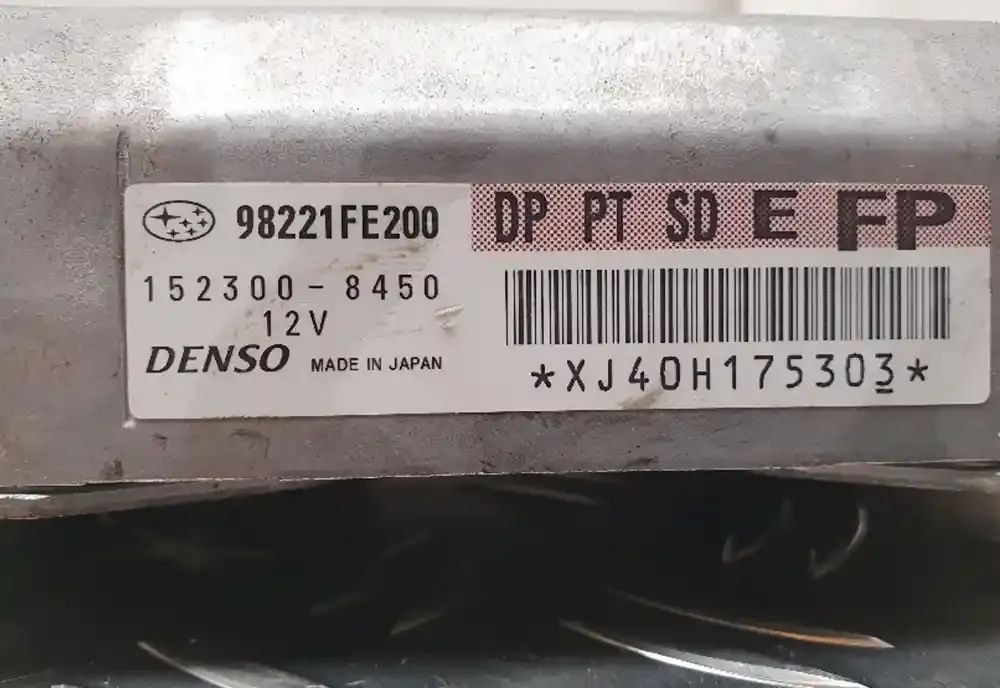 98221FE200 DP PT SD E FP
152300-8450
12V
DENSO MADE IN JAPAN
*XJ40H175303*